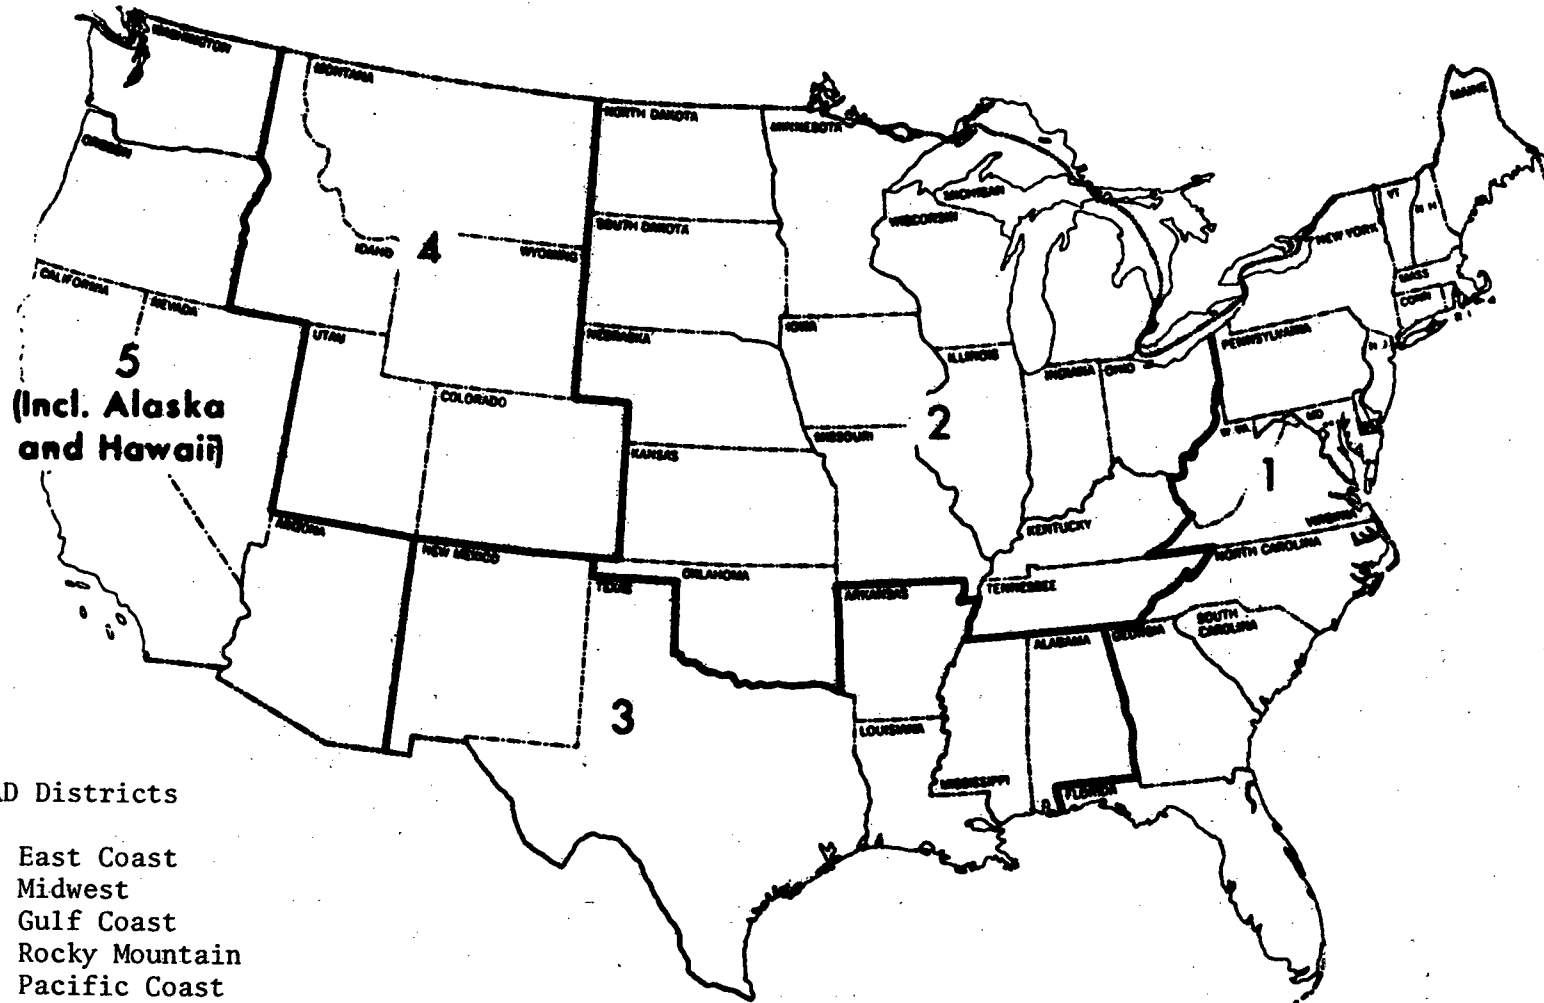 WASHINGTON
MONTANA
NORTH DAKOTA
MINNESOTA
MAINE
OREGON
VT
N H
MICHIGAN
WISCONSIN
SOUTH DAKOTA
NEW YORK
IDAHO
4
WYOMING
CALIFORNIA
NEVADA
MASS
CONN
R I
IOWA
UTAH
NEBRASKA
PENNSYLVANIA
N J
ILLINOIS
INDIANA
OHIO
5
(Incl. Alaska
and Hawaii)
COLORADO
2
MD
W VA
MISSOURI
KANSAS
1
ARIZONA
KENTUCKY
VIRGINIA
NEW MEXICO
NORTH CAROLINA
OKLAHOMA
TEXAS
ARKANSAS
TENNESSEE
SOUTH
CAROLINA
ALABAMA
GEORGIA
3
LOUISIANA
MISSISSIPPI
FLORIDA
AD Districts
East Coast
Midwest
Gulf Coast
Rocky Mountain
Pacific Coast